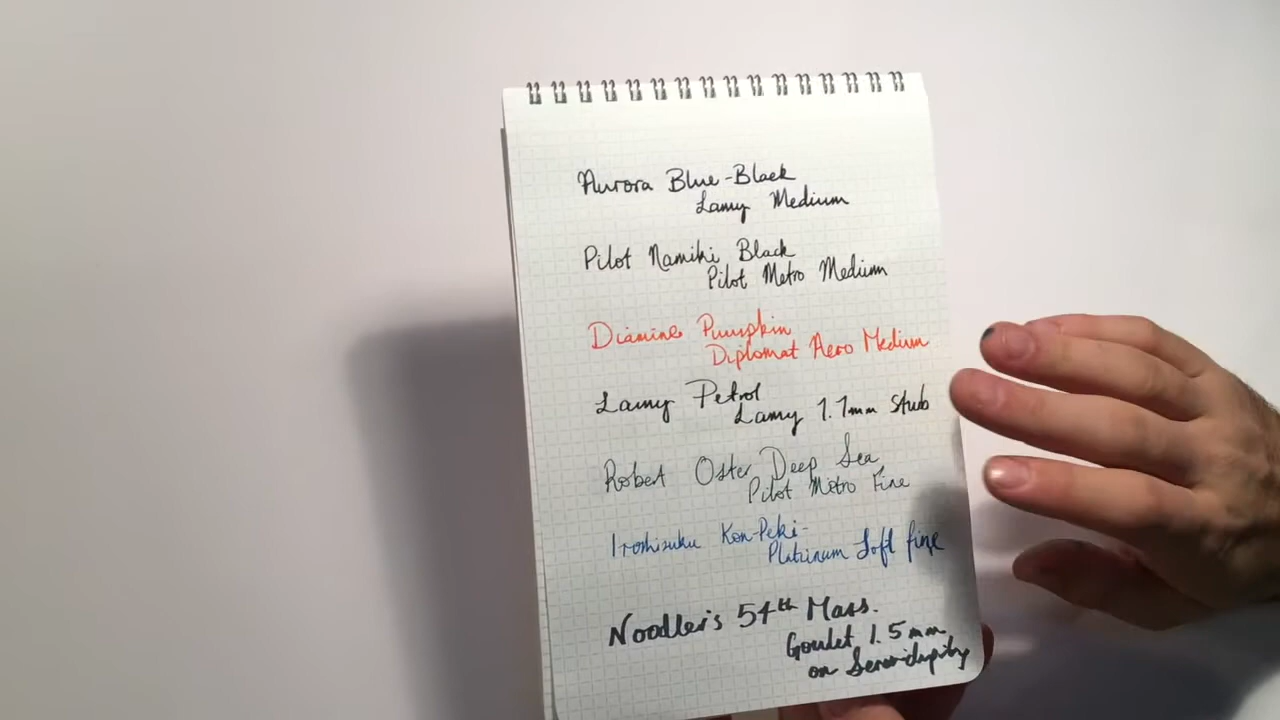 Aurora Blue-Black
Lamy Medium
Pilot Namiki Black
Pilot Metro Medium
Diamine Pumpkin
Diplomat Aero Medium
Lamy Petrol
Lamy 1.1mm Stub
Robert Oster Deep Sea
Pilot Metro Fine
Iroshizuku Kon-Peki-
Platinum Soft fine
Noodler's 54th Mass.
Goulet 1.5mm
on Serendipity